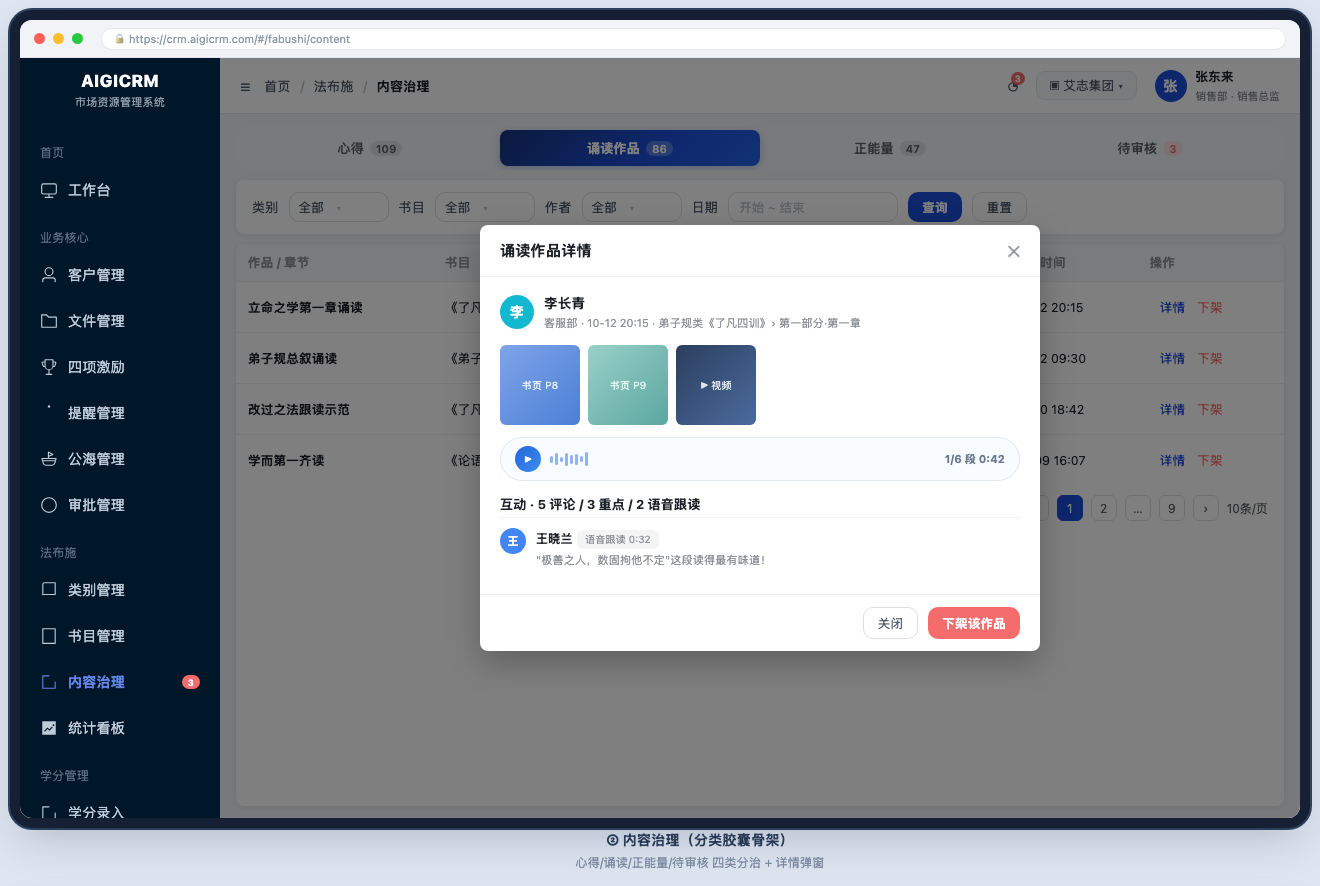 https://crm.aigicrm.com/#/fabushi/content
AIGICRM
市场资源管理系统
首页
工作台
业务核心
客户管理
文件管理
四项激励
提醒管理
公海管理
审批管理
法布施
类别管理
书目管理
内容治理 3
统计看板
学分管理
学分录入
首页 / 法布施 / 内容治理
3
艾志集团
张
张东来
销售部 · 销售总监
心得 109
诵读作品 86
正能量 47
待审核 3
类别 全部 书目 全部 作者 全部 日期 开始 ~ 结束 查询 重置
作品 / 章节 书目 时间 操作
立命之学第一章诵读 《了凡 2 20:15 详情 下架
弟子规总叙诵读 《弟子 2 09:30 详情 下架
改过之法跟读示范 《了凡 0 18:42 详情 下架
学而第一齐读 《论语 09 16:07 详情 下架
1 2 ... 9 › 10条/页
诵读作品详情
李
李长青
客服部 · 10-12 20:15 · 弟子规类《了凡四训》› 第一部分·第一章
书页 P8
书页 P9
▶ 视频
1/6 段 0:42
互动 · 5 评论 / 3 重点 / 2 语音跟读
王
王晓兰 语音跟读 0:32
"极善之人，数固拘他不定"这段读得最有味道！
关闭
下架该作品
② 内容治理（分类胶囊骨架）
心得/诵读/正能量/待审核 四类分治 + 详情弹窗